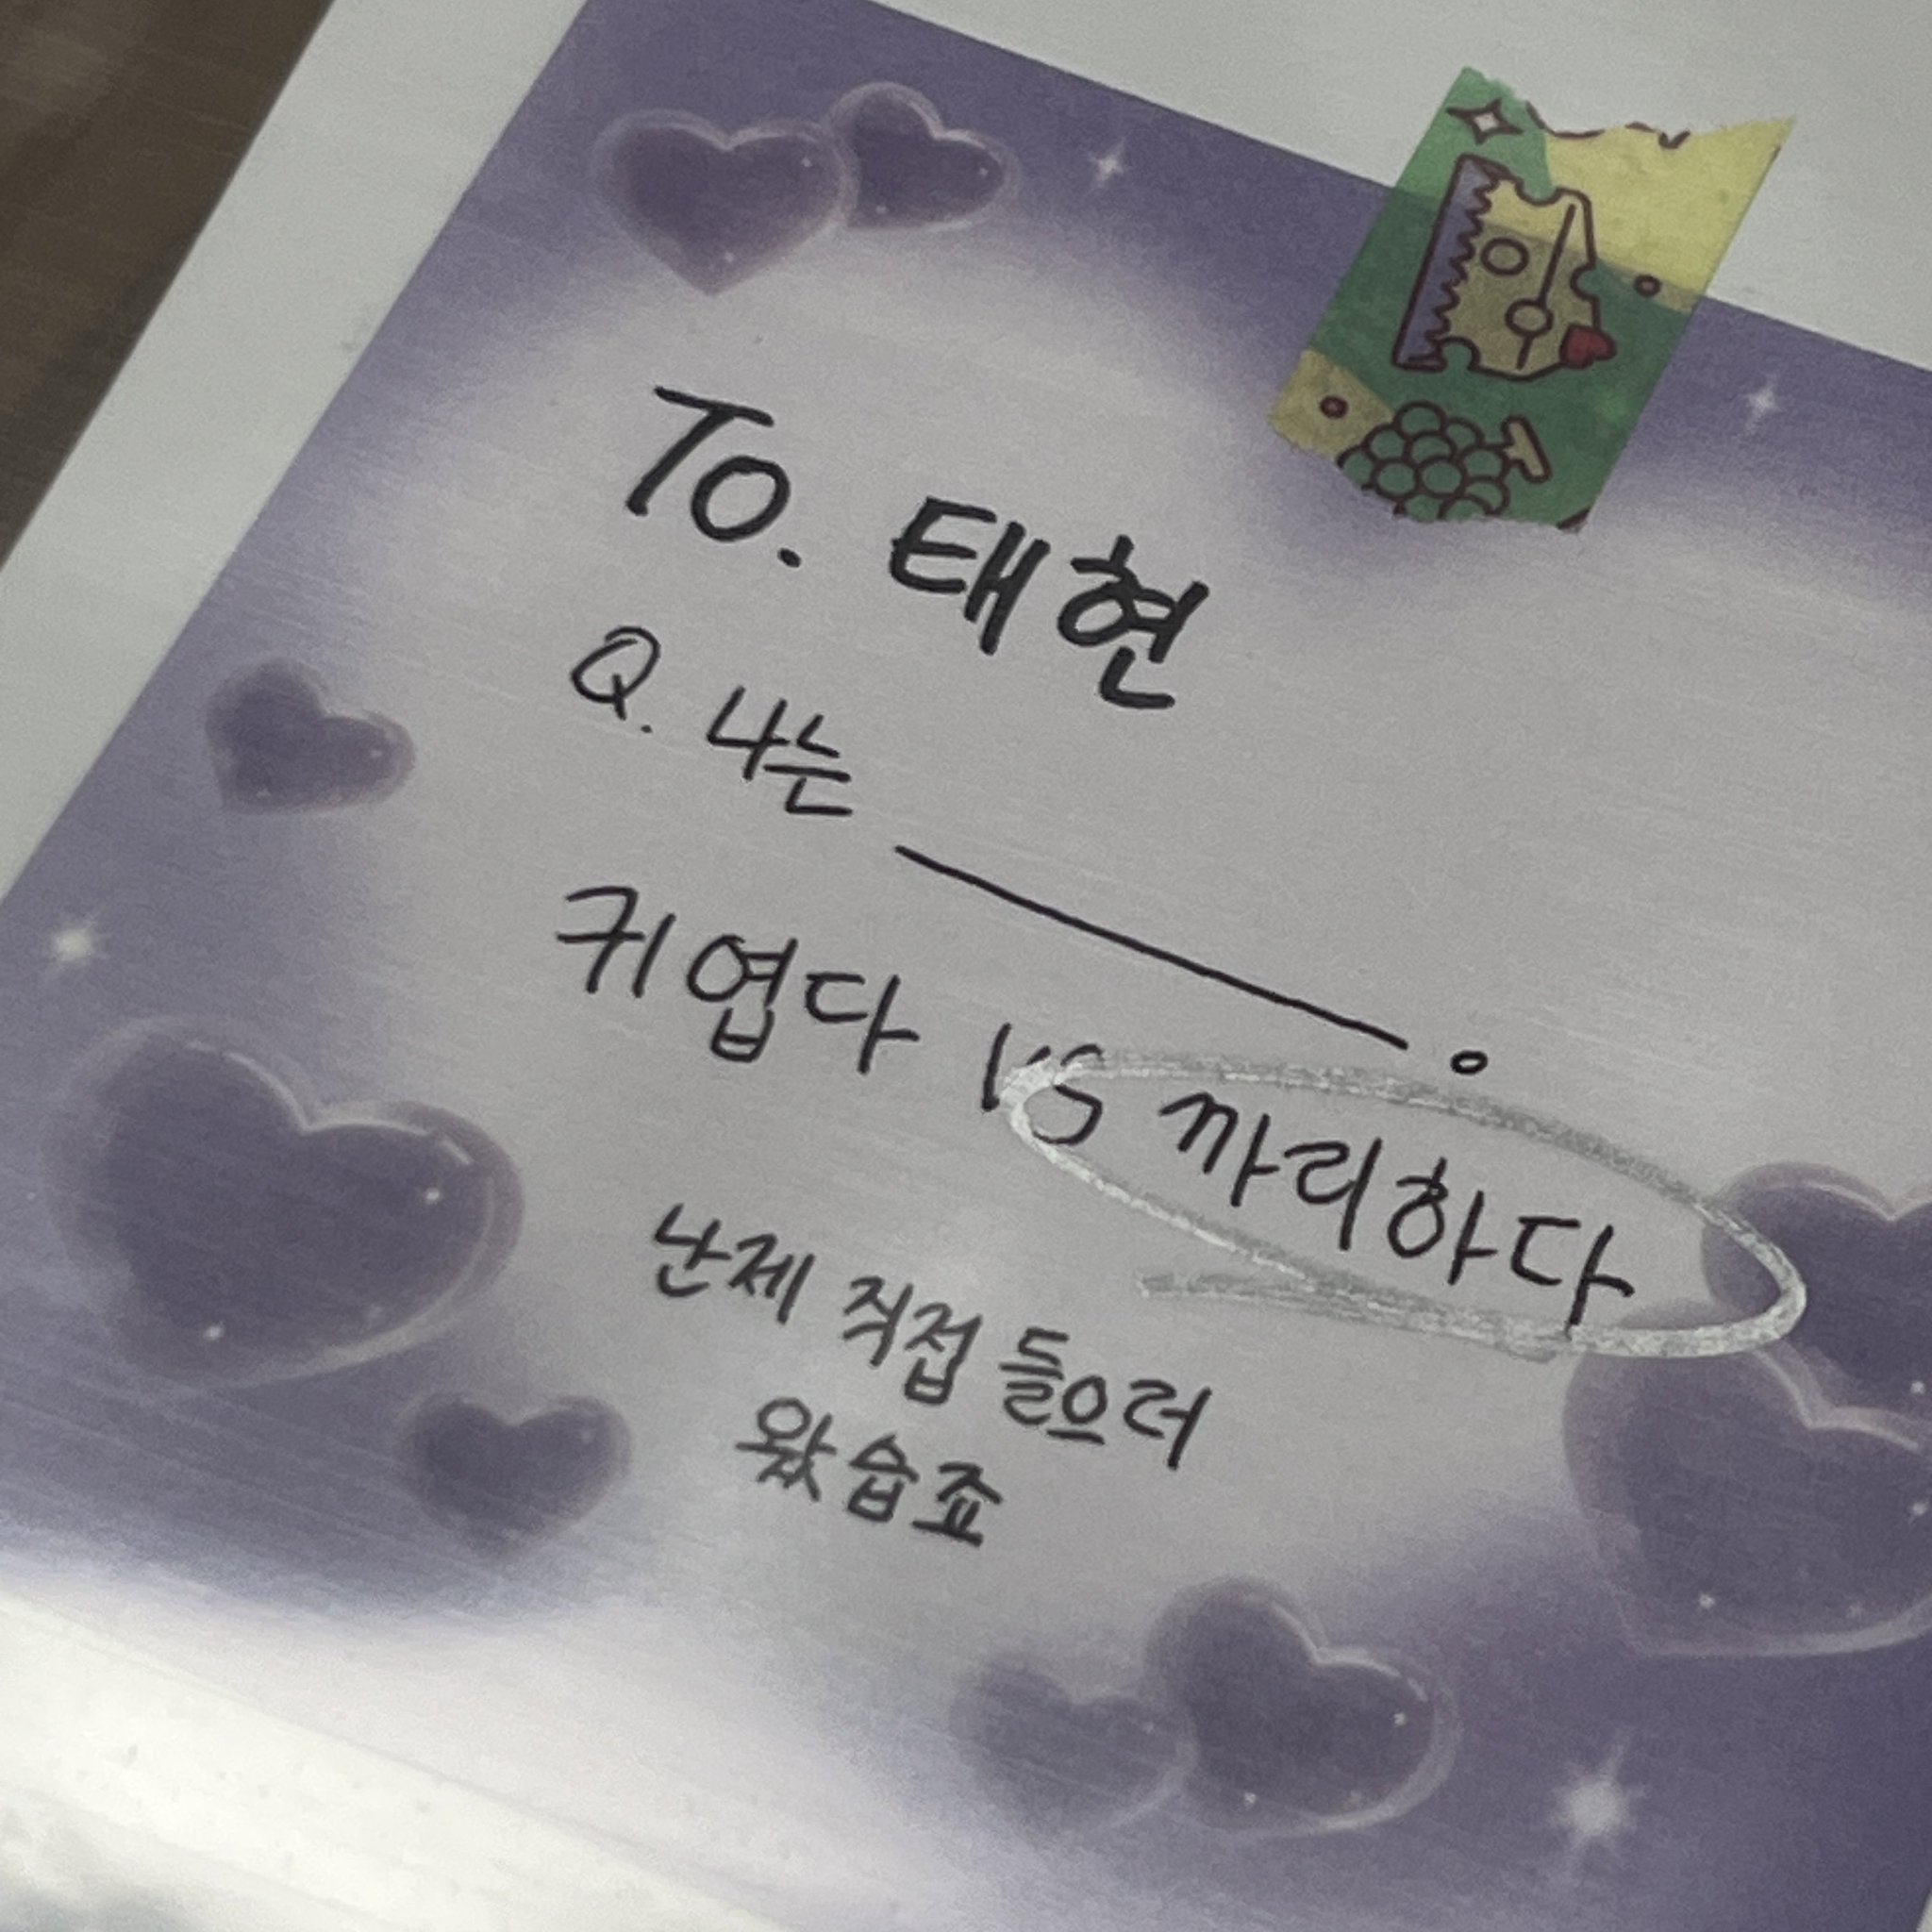 To. 태현
Q. 나는 ________.
귀엽다 vs 까리하다
난제 직접 들으러
왔습죠